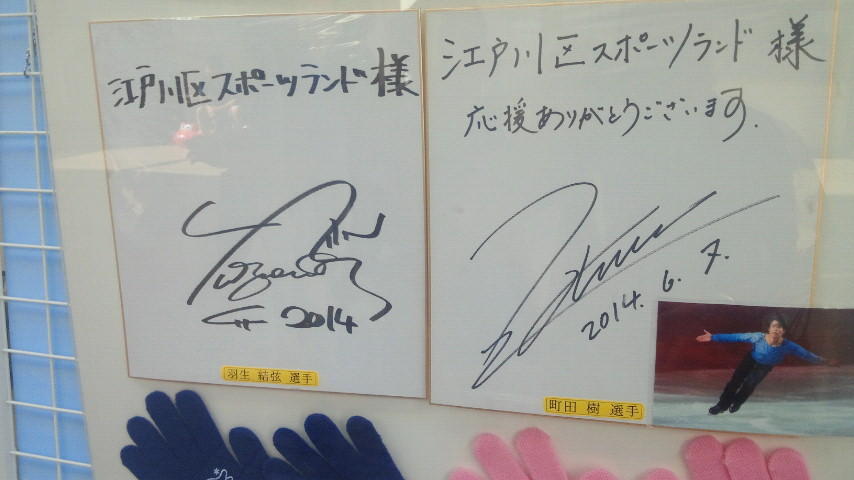 江戸川区スポーツランド様
2014
羽生 結弦 選手
江戸川区スポーツランド 様
応援ありがとうございます.
2014. 6. 7.
町田 樹 選手